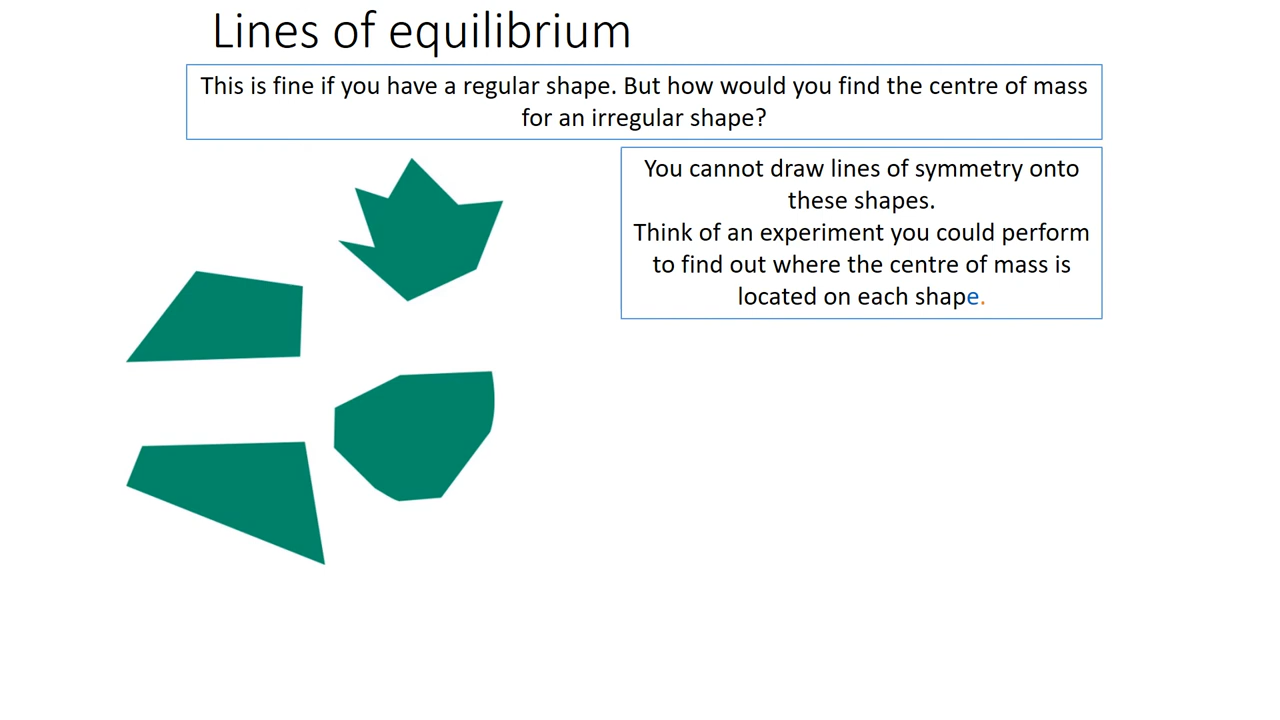 Lines of equilibrium
This is fine if you have a regular shape. But how would you find the centre of mass
for an irregular shape?
You cannot draw lines of symmetry onto
these shapes.
Think of an experiment you could perform
to find out where the centre of mass is
located on each shape.